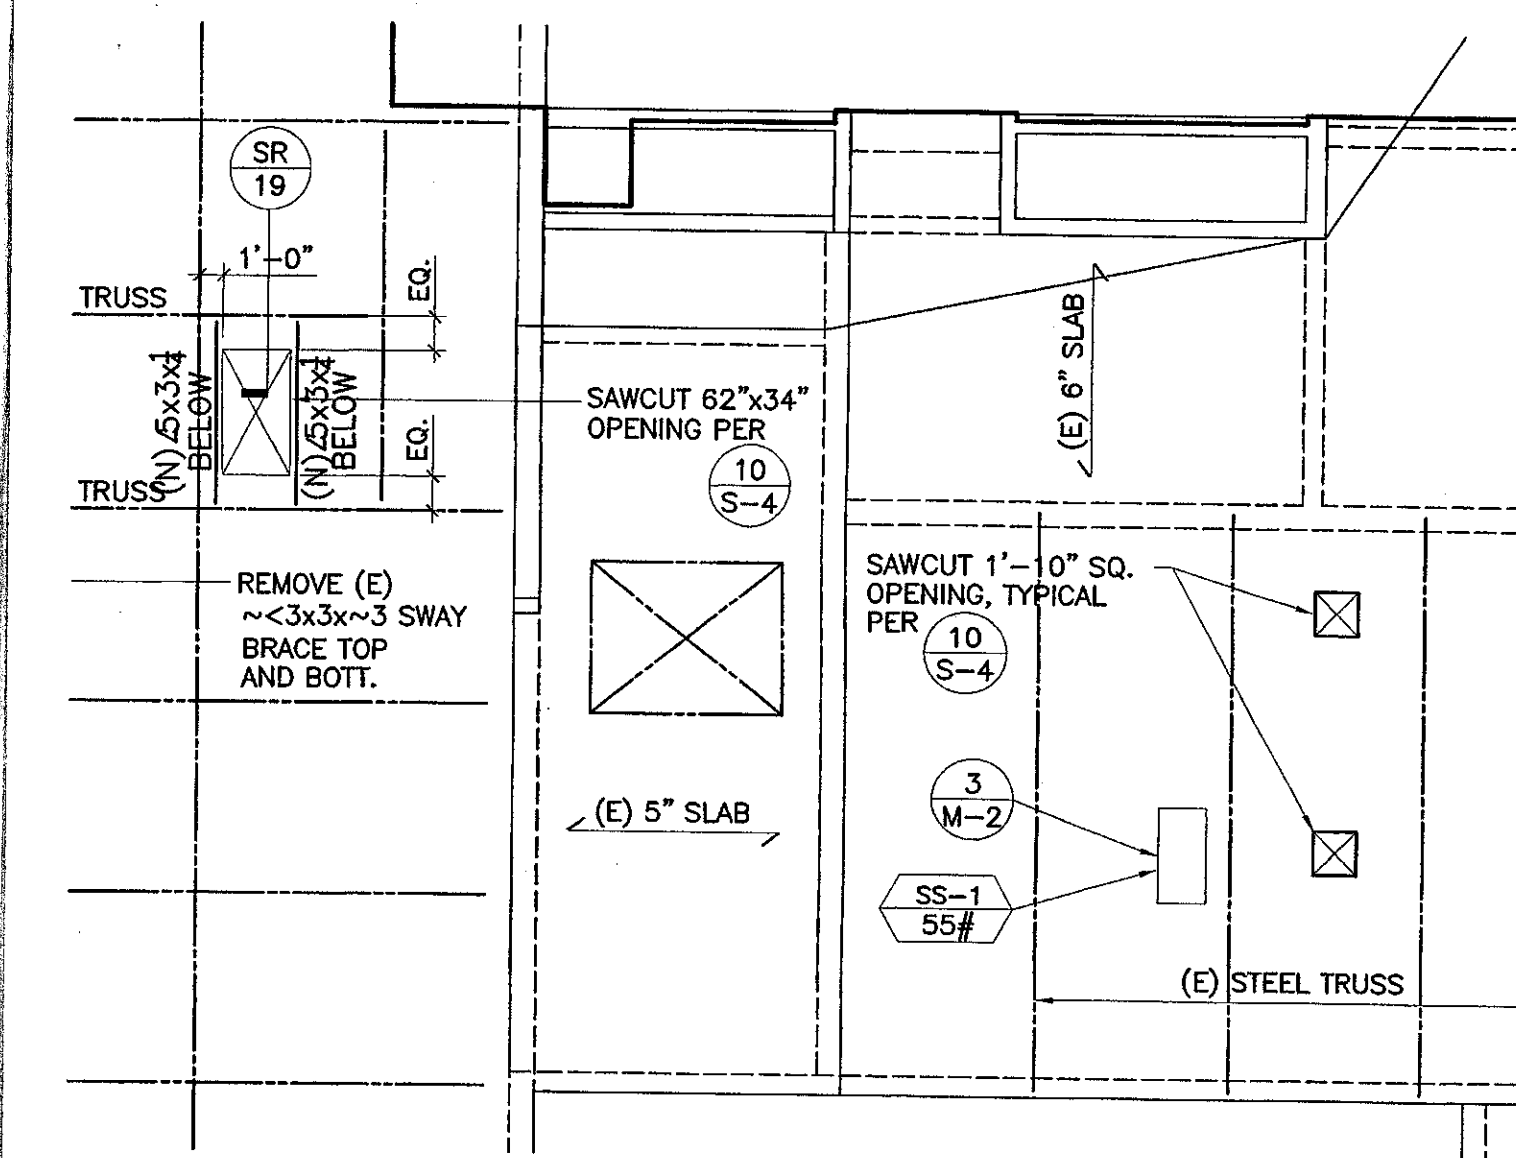 SR
19
1'-0"
EQ.
TRUSS
(N) ∠5x3x1/4
BELOW
(N) ∠5x3x1/4
BELOW
EQ.
TRUSS
SAWCUT 62"x34"
OPENING PER
10
S-4
(E) 6" SLAB
REMOVE (E)
~<3x3x~3 SWAY
BRACE TOP
AND BOTT.
SAWCUT 1'-10" SQ.
OPENING, TYPICAL
PER
10
S-4
(E) 5" SLAB
3
M-2
SS-1
55#
(E) STEEL TRUSS